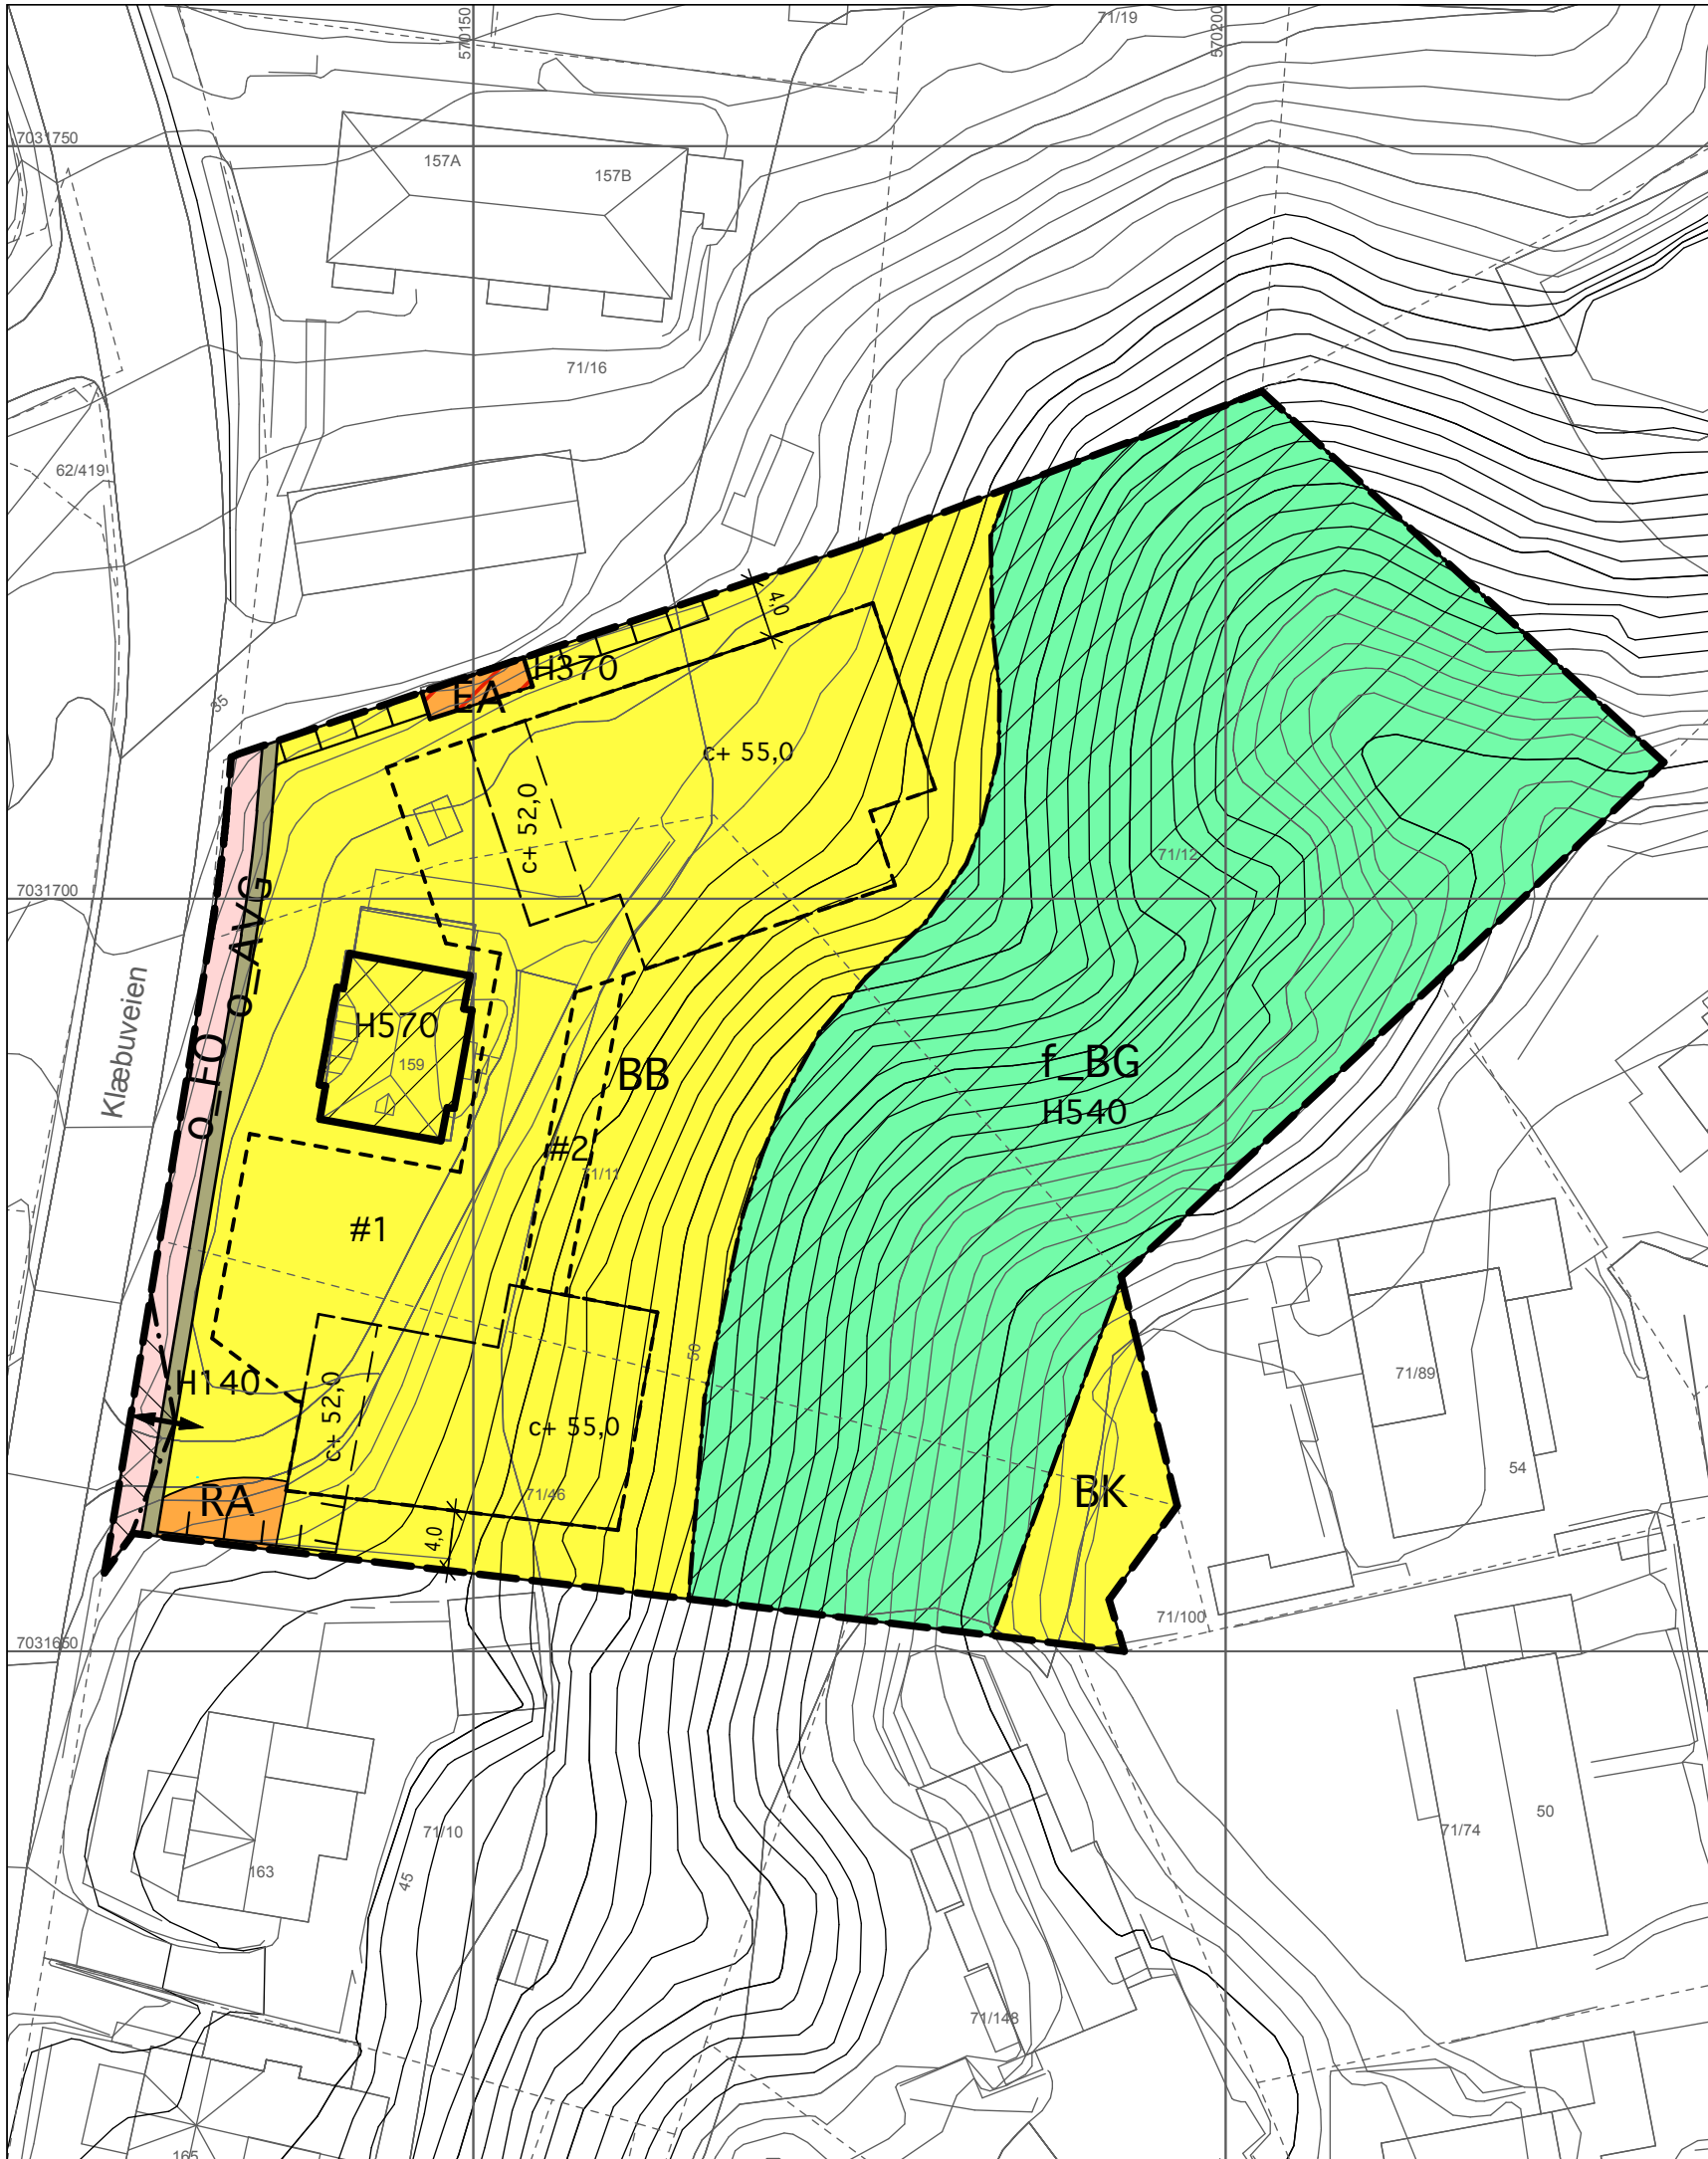 71/19
570150
570200
7031750
157A
157B
71/16
62/419
4,0
H370
EA
35
c+ 55,0
c+ 52,0
71/12
7031700
o_AVG
Klæbuveien
o_FO
H570
159
BB
f_BG
H540
#2
71/11
#1
50
H140
c+ 52,0
c+ 55,0
71/89
54
BK
RA
71/46
4,0
71/100
7031650
71/10
163
45
50
71/74
71/148
165